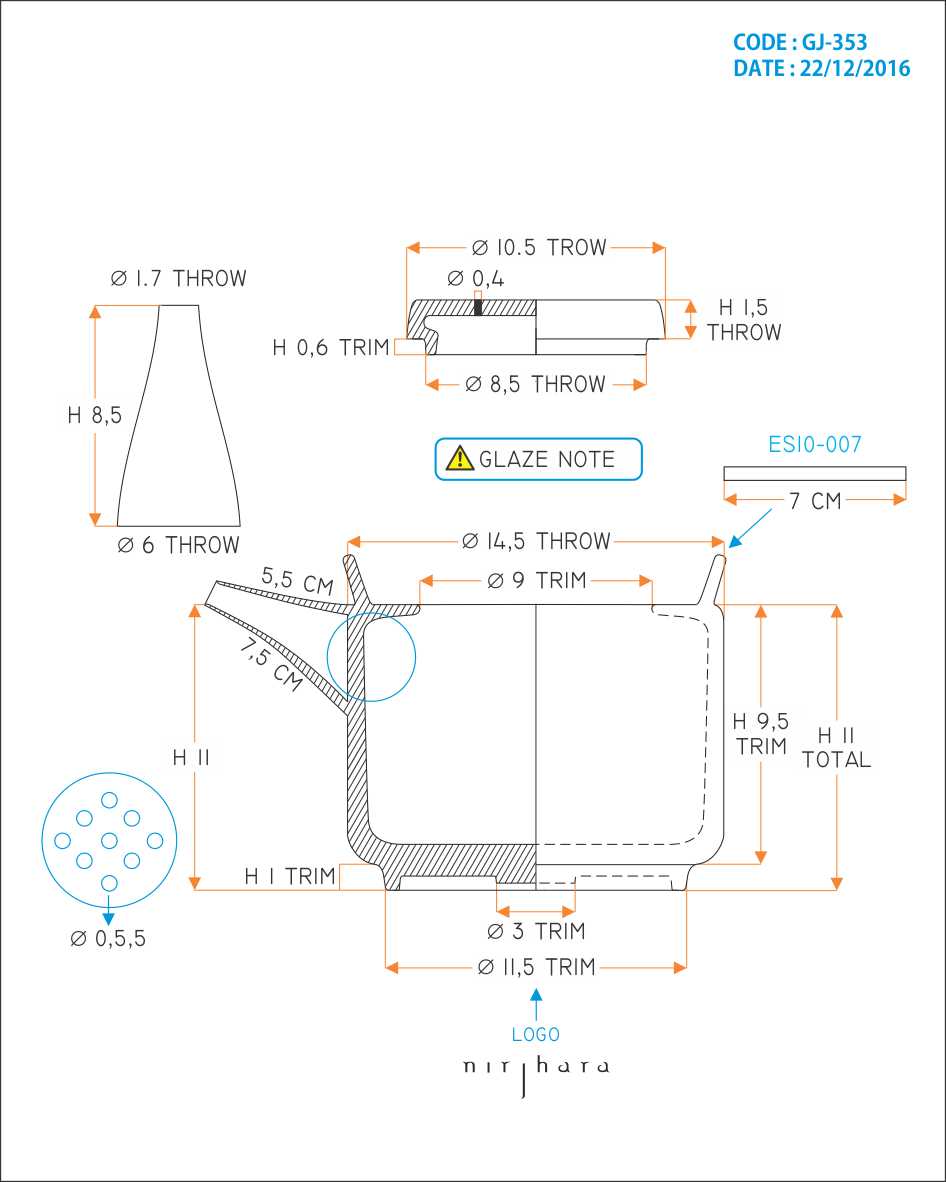 CODE : GJ-353
DATE : 22/12/2016
Ø 10.5 TROW
Ø 1.7 THROW
Ø 0,4
H 1,5
THROW
H 0,6 TRIM
Ø 8,5 THROW
H 8,5
GLAZE NOTE
ES10-007
7 CM
Ø 6 THROW
Ø 14,5 THROW
5,5 CM
Ø 9 TRIM
7,5 CM
H 9,5
TRIM
H 11
TOTAL
H 11
H 1 TRIM
Ø 0,5,5
Ø 3 TRIM
Ø 11,5 TRIM
LOGO
nirjhara